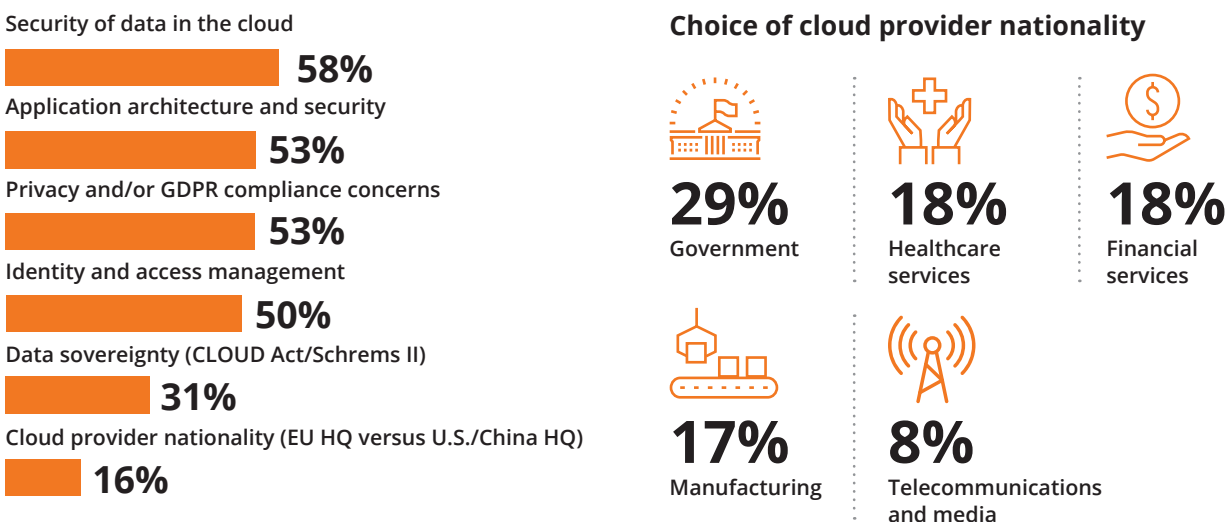 Security of data in the cloud
58%
Application architecture and security
53%
Privacy and/or GDPR compliance concerns
53%
Identity and access management
50%
Data sovereignty (CLOUD Act/Schrems II)
31%
Cloud provider nationality (EU HQ versus U.S./China HQ)
16%
Choice of cloud provider nationality
29%
Government
18%
Healthcare
services
$
18%
Financial
services
17%
Manufacturing
8%
Telecommunications
and media